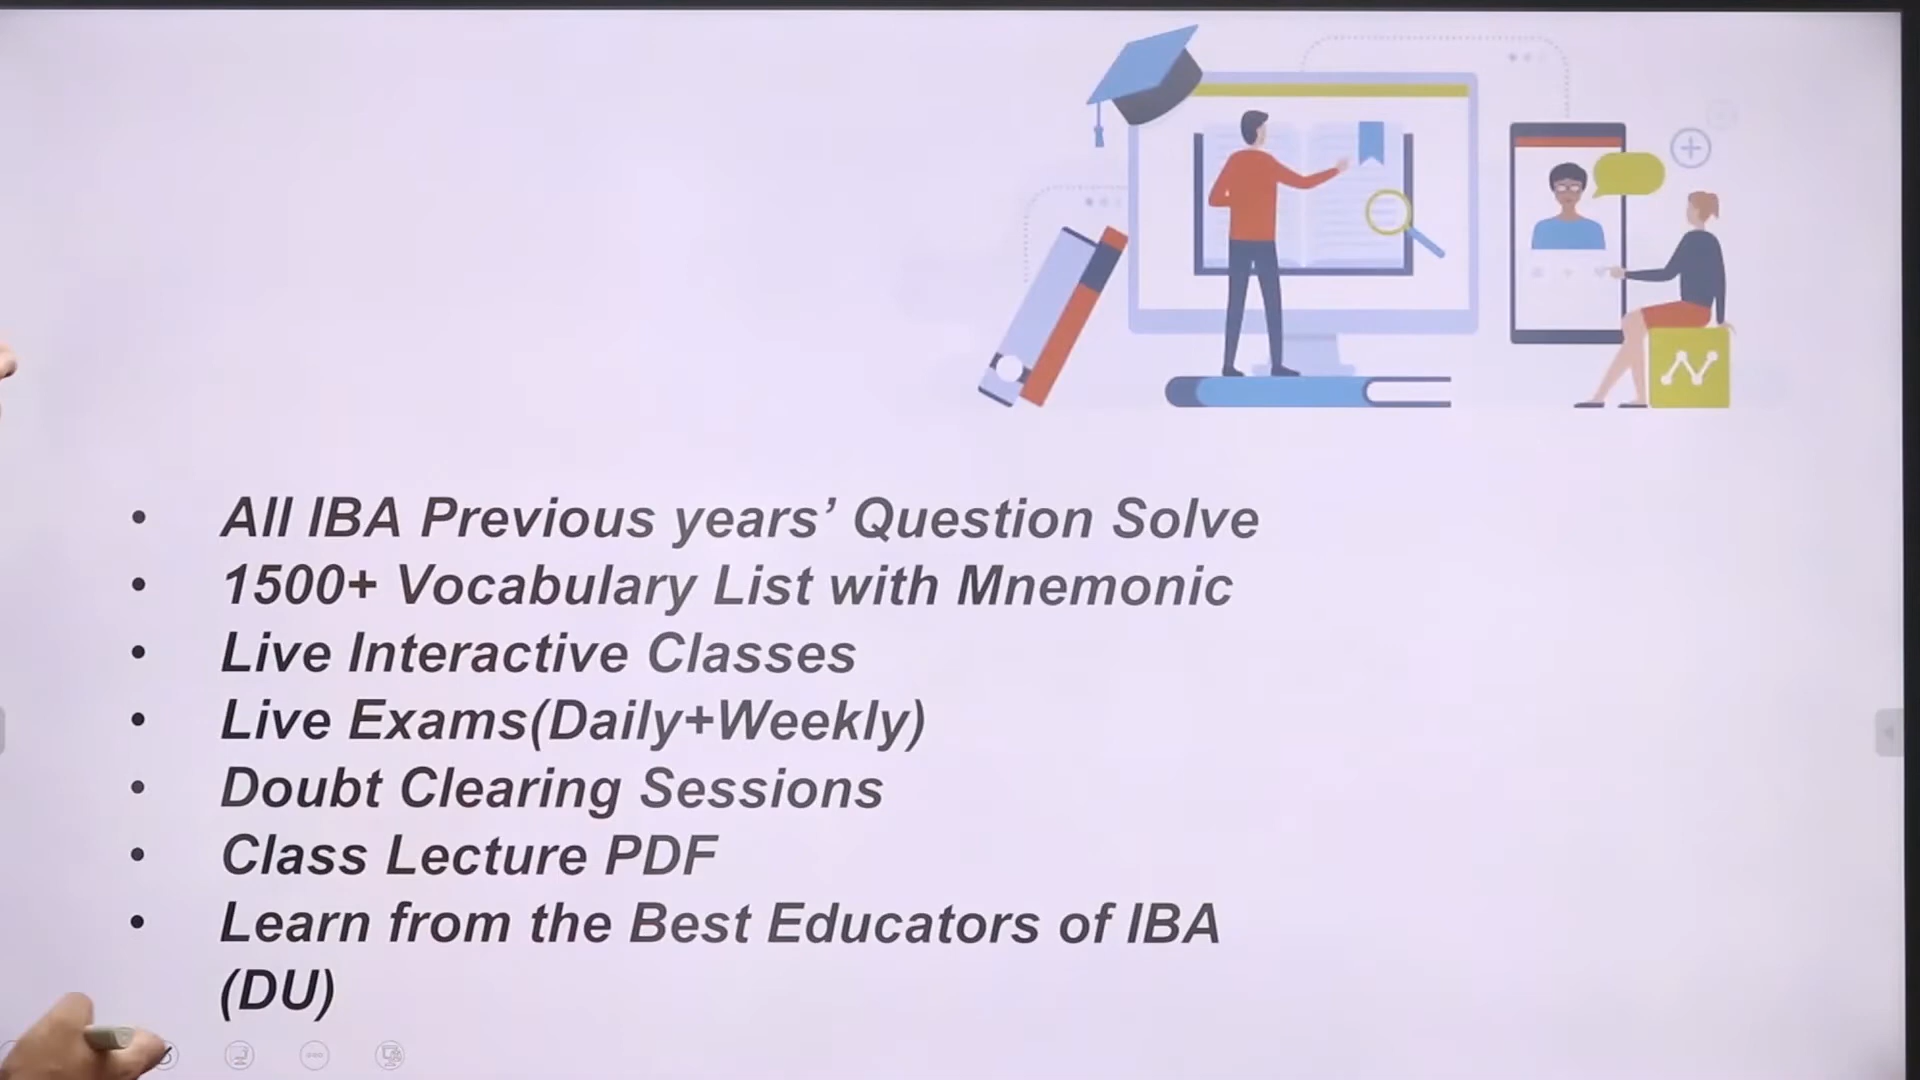 • All IBA Previous years’ Question Solve
• 1500+ Vocabulary List with Mnemonic
• Live Interactive Classes
• Live Exams(Daily+Weekly)
• Doubt Clearing Sessions
• Class Lecture PDF
• Learn from the Best Educators of IBA
(DU)